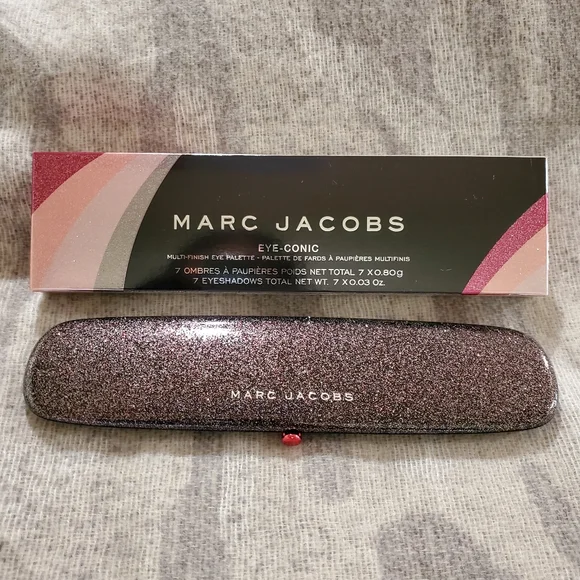 MARC JACOBS
EYE-CONIC
MULTI-FINISH EYE PALETTE • PALETTE DE FARDS À PAUPIÈRES MULTIFINIS
7 OMBRES À PAUPIÈRES POIDS NET TOTAL 7 X 0.80g
7 EYESHADOWS TOTAL NET WT. 7 X 0.03 Oz.
MARC JACOBS